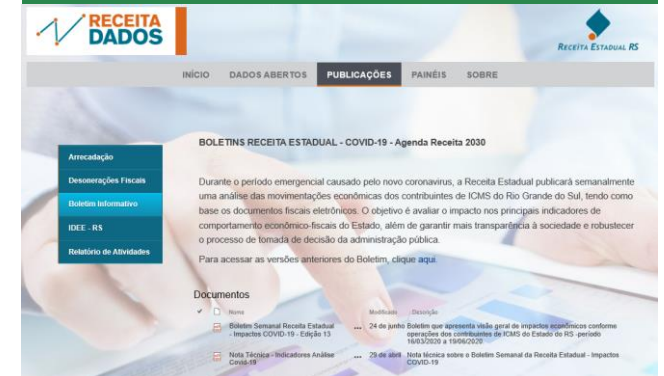 RECEITA
DADOS
RECEITA ESTADUAL RS
INÍCIO DADOS ABERTOS PUBLICAÇÕES PAINÉIS SOBRE
BOLETINS RECEITA ESTADUAL - COVID-19 - Agenda Receita 2030
Arrecadação
Desonerações Fiscais
Boletim Informativo
IDEE - RS
Relatório de Atividades
Durante o período emergencial causado pelo novo coronavirus, a Receita Estadual publicará semanalmente
uma análise das movimentações econômicas dos contribuintes de ICMS do Rio Grande do Sul, tendo como
base os documentos fiscais eletrônicos. O objetivo é avaliar o impacto nos principais indicadores de
comportamento econômico-fiscais do Estado, além de garantir mais transparência à sociedade e robustecer
o processo de tomada de decisão da administração pública.
Para acessar as versões anteriores do Boletim, clique aqui.
Documentos
Nome Modificado Descrição
Boletim Semanal Receita Estadual ... 24 de junho Boletim que apresenta visão geral de impactos econômicos conforme
- Impactos COVID-19 - Edição 13 operações dos contribuintes de ICMS do Estado do RS -período
16/03/2020 a 19/06/2020
Nota Técnica - Indicadores Análise ... 29 de abril Nota técnica sobre o Boletim Semanal da Receita Estadual - Impactos
Covid-19 COVID-19